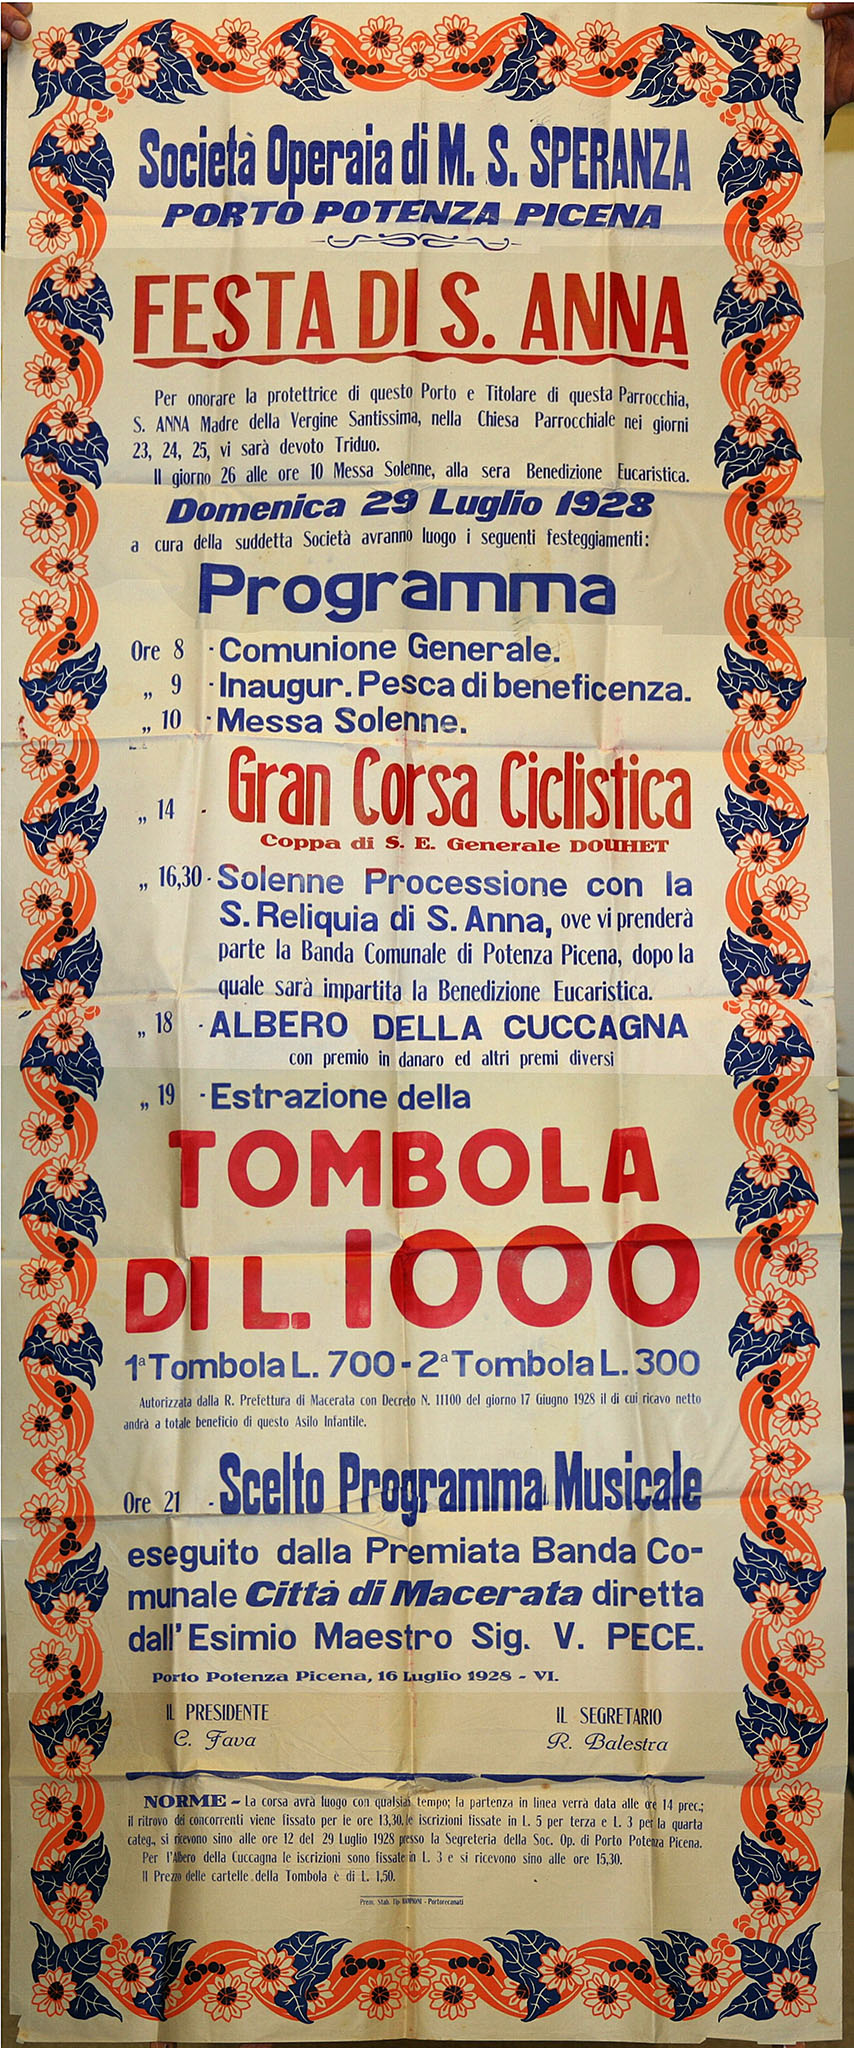 Società Operaia di M. S. SPERANZA
PORTO POTENZA PICENA
FESTA DI S. ANNA
Per onorare la protettrice di questo Porto e Titolare di questa Parrocchia,
S. ANNA Madre della Vergine Santissima, nella Chiesa Parrocchiale nei giorni
23, 24, 25, vi sarà devoto Triduo.
Il giorno 26 alle ore 10 Messa Solenne, alla sera Benedizione Eucaristica.
Domenica 29 Luglio 1928
a cura della suddetta Società avranno luogo i seguenti festeggiamenti:
Programma
Ore 8 - Comunione Generale.
„ 9 - Inaugur. Pesca di beneficenza.
„ 10 - Messa Solenne.
„ 14 - Gran Corsa Ciclistica
Coppa di S. E. Generale DOUHET
„ 16,30 - Solenne Processione con la
S. Reliquia di S. Anna, ove vi prenderà
parte la Banda Comunale di Potenza Picena, dopo la
quale sarà impartita la Benedizione Eucaristica.
„ 18 - ALBERO DELLA CUCCAGNA
con premio in danaro ed altri premi diversi
„ 19 - Estrazione della
TOMBOLA
DI L. 1000
1ª Tombola L. 700 - 2ª Tombola L. 300
Autorizzata dalla R. Prefettura di Macerata con Decreto N. 11100 del giorno 17 Giugno 1928 il di cui ricavo netto
andrà a totale beneficio di questo Asilo Infantile.
Ore 21 - Scelto Programma Musicale
eseguito dalla Premiata Banda Co-
munale Città di Macerata diretta
dall'Esimio Maestro Sig. V. PECE.
Porto Potenza Picena, 16 Luglio 1928 - VI.
IL PRESIDENTE
C. Fava
IL SEGRETARIO
R. Balestra
NORME - La corsa avrà luogo con qualsiasi tempo; la partenza in linea verrà data alle ore 14 prec.;
il ritrovo dei concorrenti viene fissato per le ore 13,30, le iscrizioni fissate in L. 5 per terza e L. 3 per la quarta
categ., si ricevono sino alle ore 12 del 29 Luglio 1928 presso la Segreteria della Soc. Op. di Porto Potenza Picena.
Per l'Albero della Cuccagna le iscrizioni sono fissate in L. 3 e si ricevono sino alle ore 15,30.
Il Prezzo delle cartelle della Tombola è di L. 1,50.
Prem. Stab. Tip. - Portorecanati